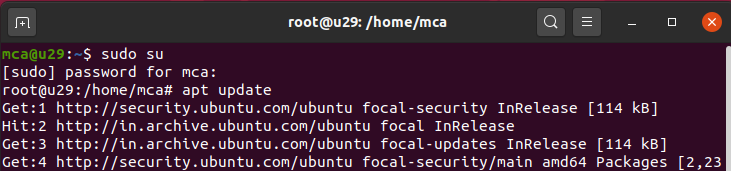 root@u29: /home/mca
mca@u29:~$ sudo su
[sudo] password for mca:
root@u29:/home/mca# apt update
Get:1 http://security.ubuntu.com/ubuntu focal-security InRelease [114 kB]
Hit:2 http://in.archive.ubuntu.com/ubuntu focal InRelease
Get:3 http://in.archive.ubuntu.com/ubuntu focal-updates InRelease [114 kB]
Get:4 http://security.ubuntu.com/ubuntu focal-security/main amd64 Packages [2,23